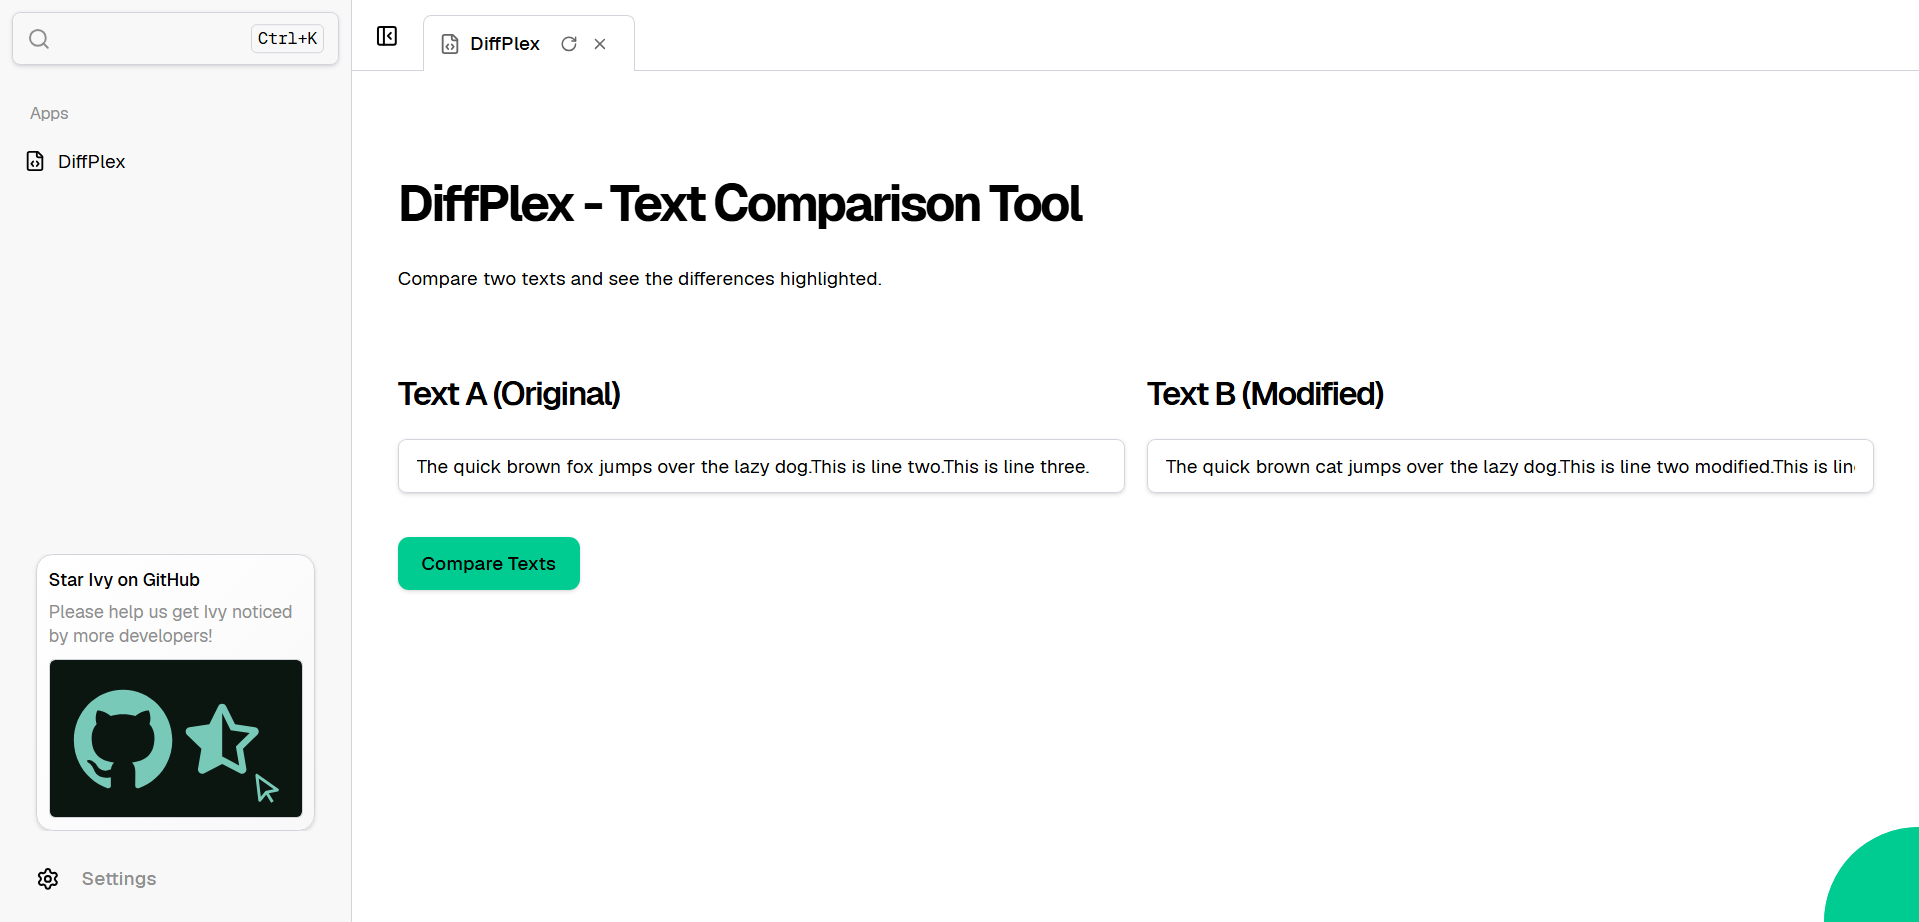 Ctrl+K
Apps
DiffPlex
Star Ivy on GitHub
Please help us get Ivy noticed
by more developers!
Settings
DiffPlex
DiffPlex - Text Comparison Tool
Compare two texts and see the differences highlighted.
Text A (Original)
The quick brown fox jumps over the lazy dog.This is line two.This is line three.
Text B (Modified)
The quick brown cat jumps over the lazy dog.This is line two modified.This is lin
Compare Texts